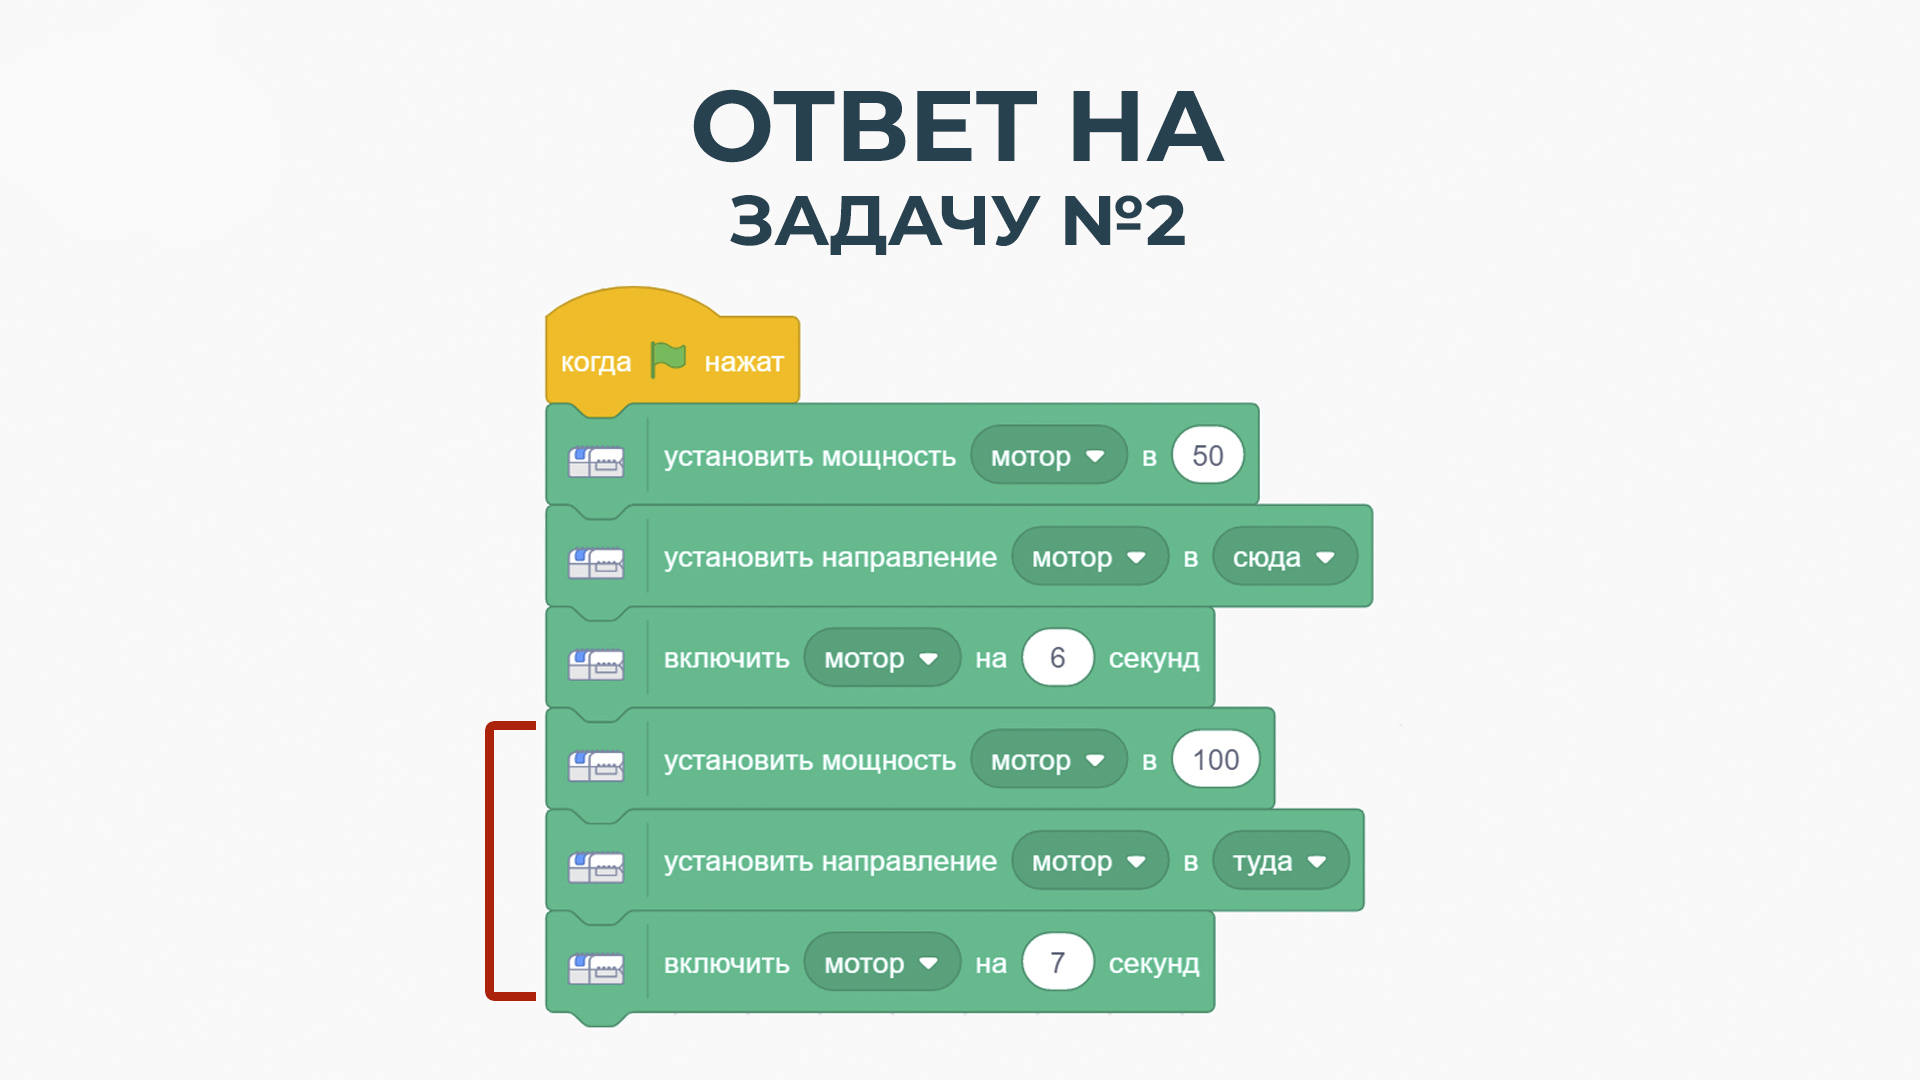 ОТВЕТ НА
ЗАДАЧУ №2
когда нажат
установить мощность мотор в 50
установить направление мотор в сюда
включить мотор на 6 секунд
установить мощность мотор в 100
установить направление мотор в туда
включить мотор на 7 секунд